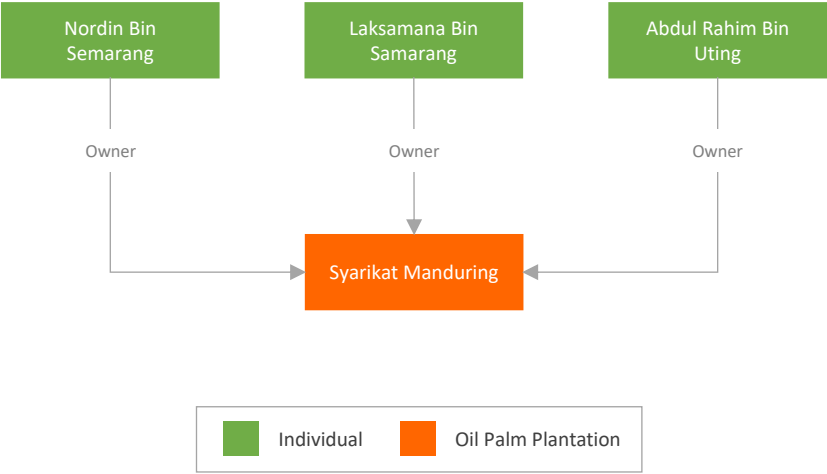 Nordin Bin
Semarang
Laksamana Bin
Samarang
Abdul Rahim Bin
Uting
Owner
Owner
Owner
Syarikat Manduring
Individual
Oil Palm Plantation